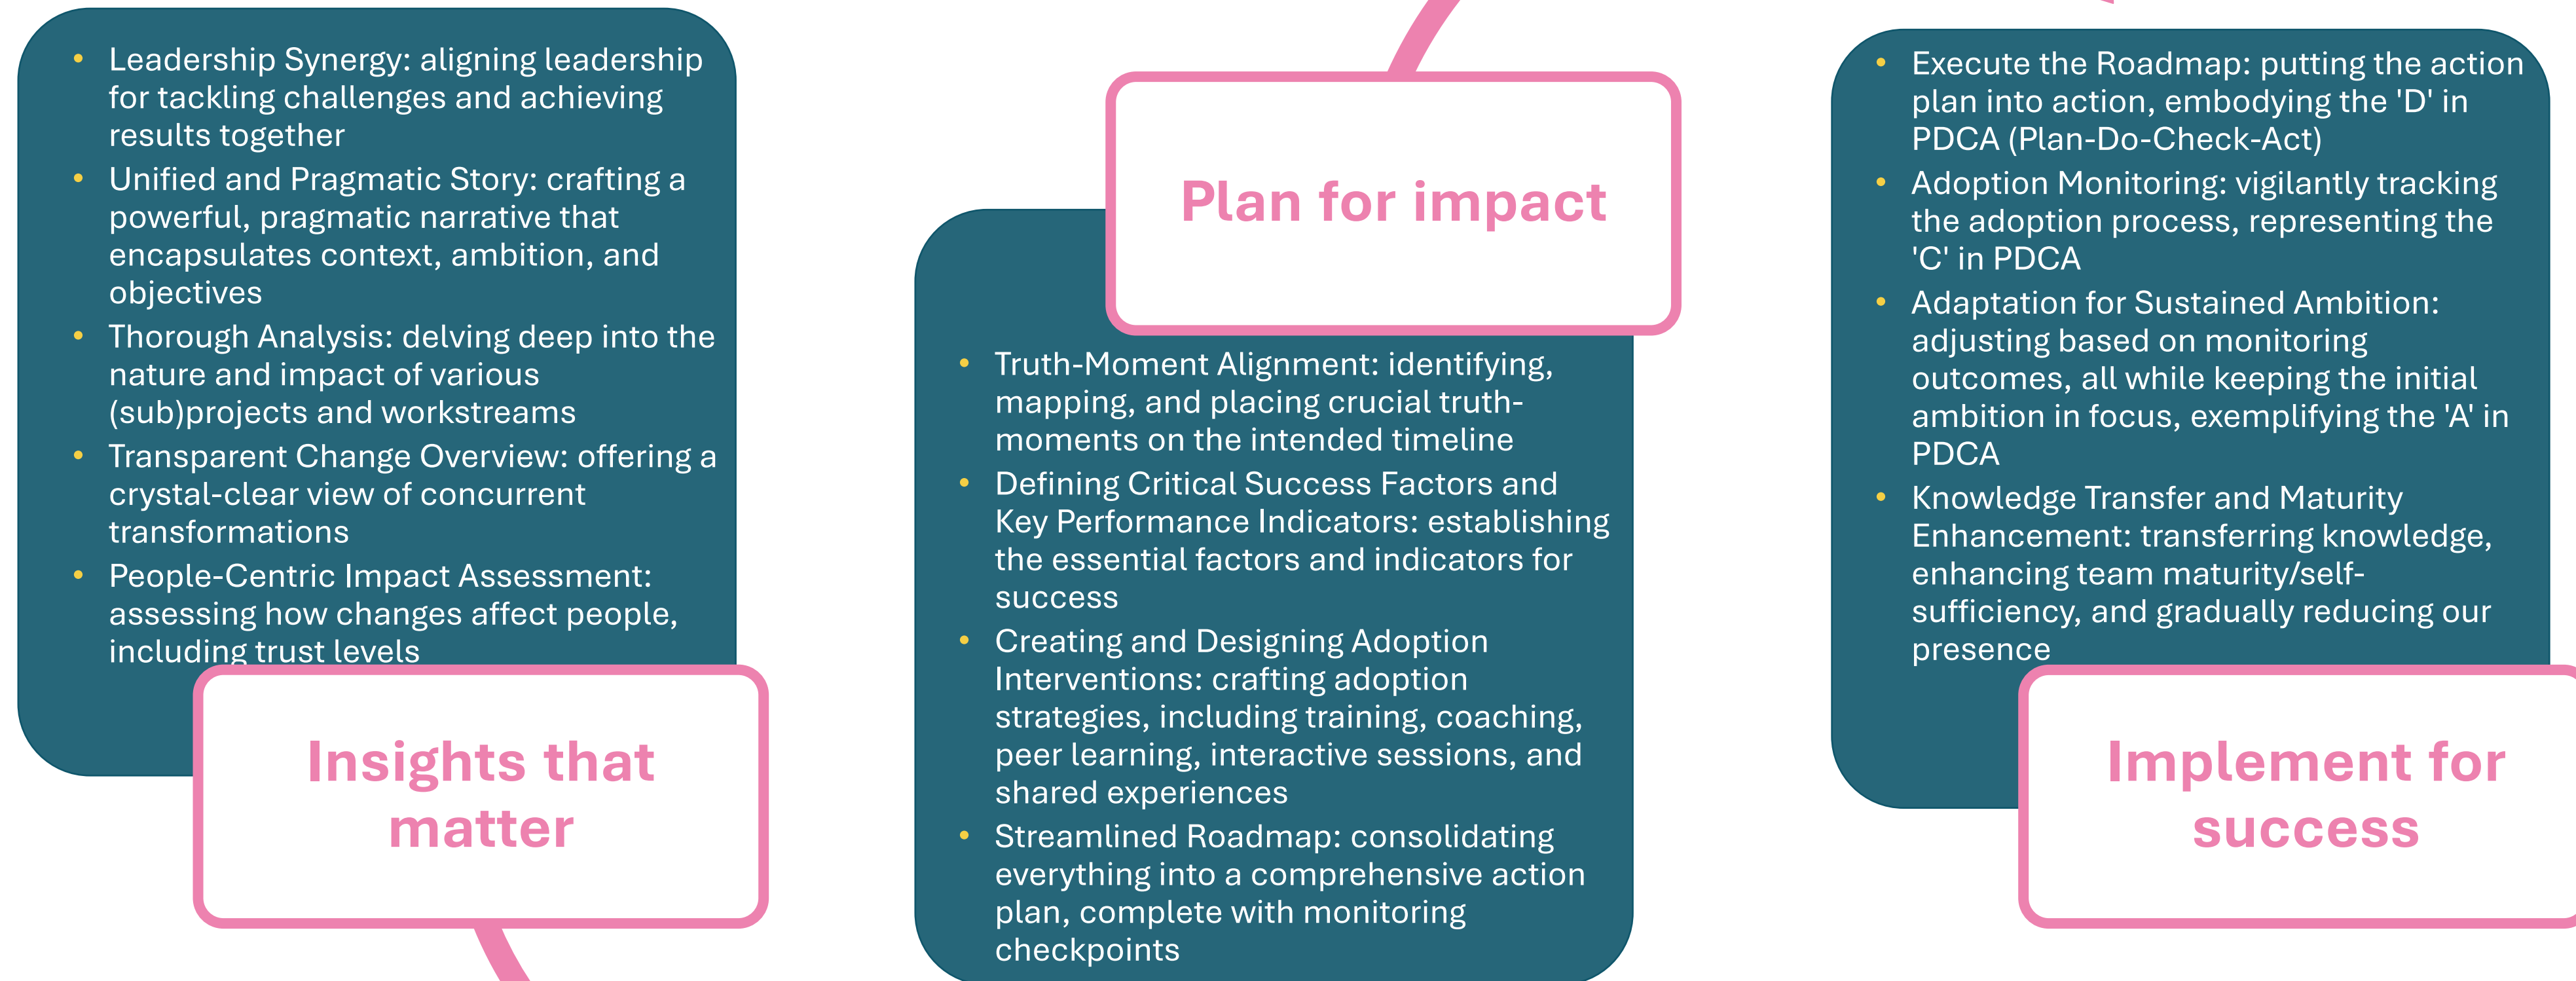 • Leadership Synergy: aligning leadership
for tackling challenges and achieving
results together
• Unified and Pragmatic Story: crafting a
powerful, pragmatic narrative that
encapsulates context, ambition, and
objectives
• Thorough Analysis: delving deep into the
nature and impact of various
(sub)projects and workstreams
• Transparent Change Overview: offering a
crystal-clear view of concurrent
transformations
• People-Centric Impact Assessment:
assessing how changes affect people,
including trust levels
Insights that
matter
Plan for impact
• Truth-Moment Alignment: identifying,
mapping, and placing crucial truth-
moments on the intended timeline
• Defining Critical Success Factors and
Key Performance Indicators: establishing
the essential factors and indicators for
success
• Creating and Designing Adoption
Interventions: crafting adoption
strategies, including training, coaching,
peer learning, interactive sessions, and
shared experiences
• Streamlined Roadmap: consolidating
everything into a comprehensive action
plan, complete with monitoring
checkpoints
• Execute the Roadmap: putting the action
plan into action, embodying the 'D' in
PDCA (Plan-Do-Check-Act)
• Adoption Monitoring: vigilantly tracking
the adoption process, representing the
'C' in PDCA
• Adaptation for Sustained Ambition:
adjusting based on monitoring
outcomes, all while keeping the initial
ambition in focus, exemplifying the 'A' in
PDCA
• Knowledge Transfer and Maturity
Enhancement: transferring knowledge,
enhancing team maturity/self-
sufficiency, and gradually reducing our
presence
Implement for
success